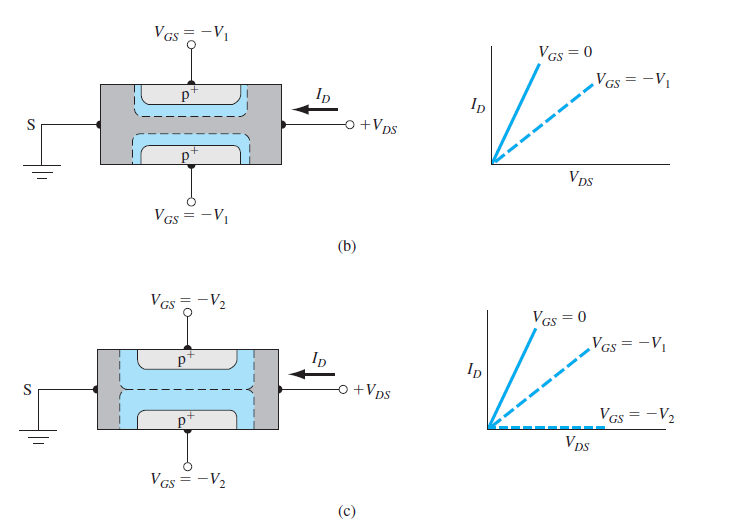 V_GS = −V_1
p^+
I_D
S
+V_DS
p^+
V_GS = −V_1
V_GS = 0
V_GS = −V_1
I_D
V_DS
(b)
V_GS = −V_2
p^+
I_D
S
+V_DS
p^+
V_GS = −V_2
V_GS = 0
V_GS = −V_1
I_D
V_GS = −V_2
V_DS
(c)